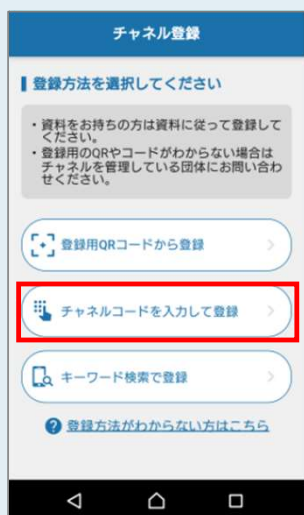 チャネル登録
登録方法を選択してください
・資料をお持ちの方は資料に従って登録して
ください。
・登録用のQRやコードがわからない場合は
チャネルを管理している団体にお問い合わ
せください。
登録用QRコードから登録
チャネルコードを入力して登録
キーワード検索で登録
? 登録方法がわからない方はこちら